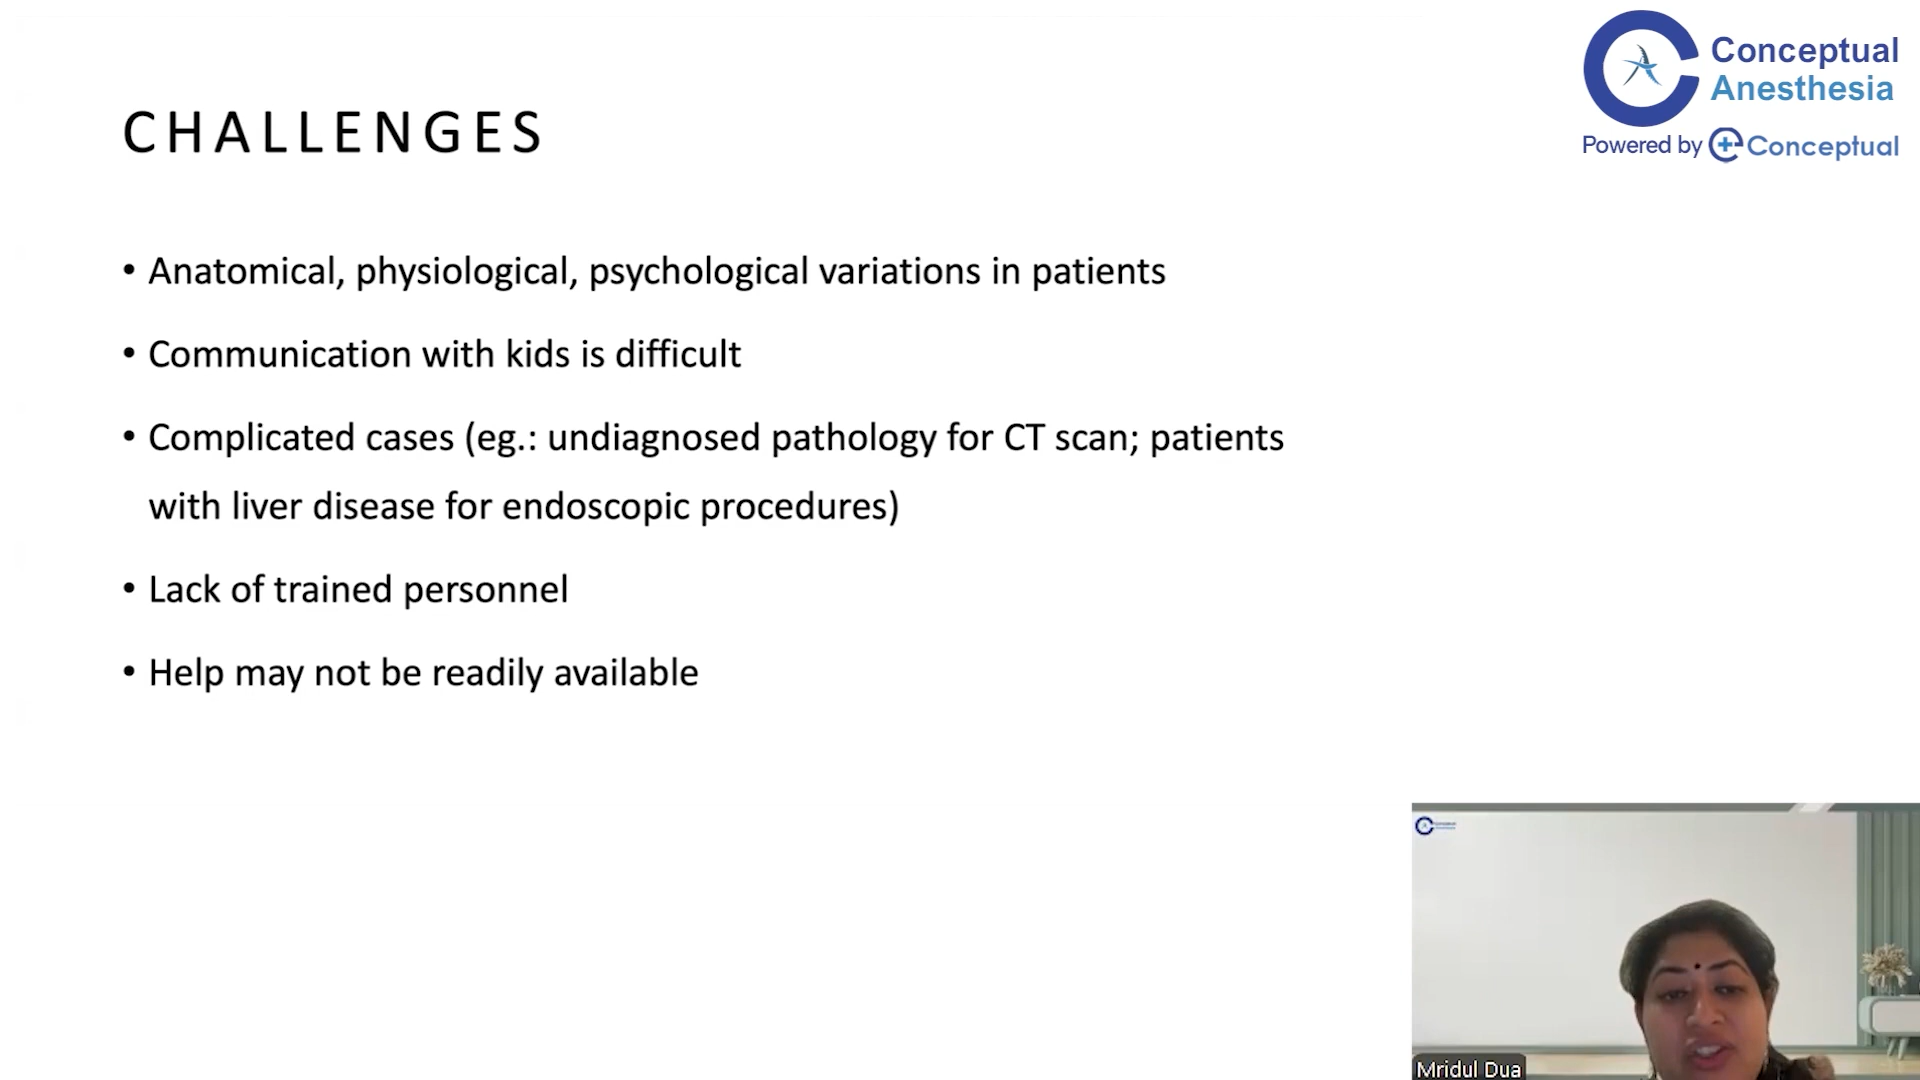 Conceptual
Anesthesia
Powered by Conceptual
CHALLENGES
• Anatomical, physiological, psychological variations in patients
• Communication with kids is difficult
• Complicated cases (eg.: undiagnosed pathology for CT scan; patients
with liver disease for endoscopic procedures)
• Lack of trained personnel
• Help may not be readily available
Mridul Dua